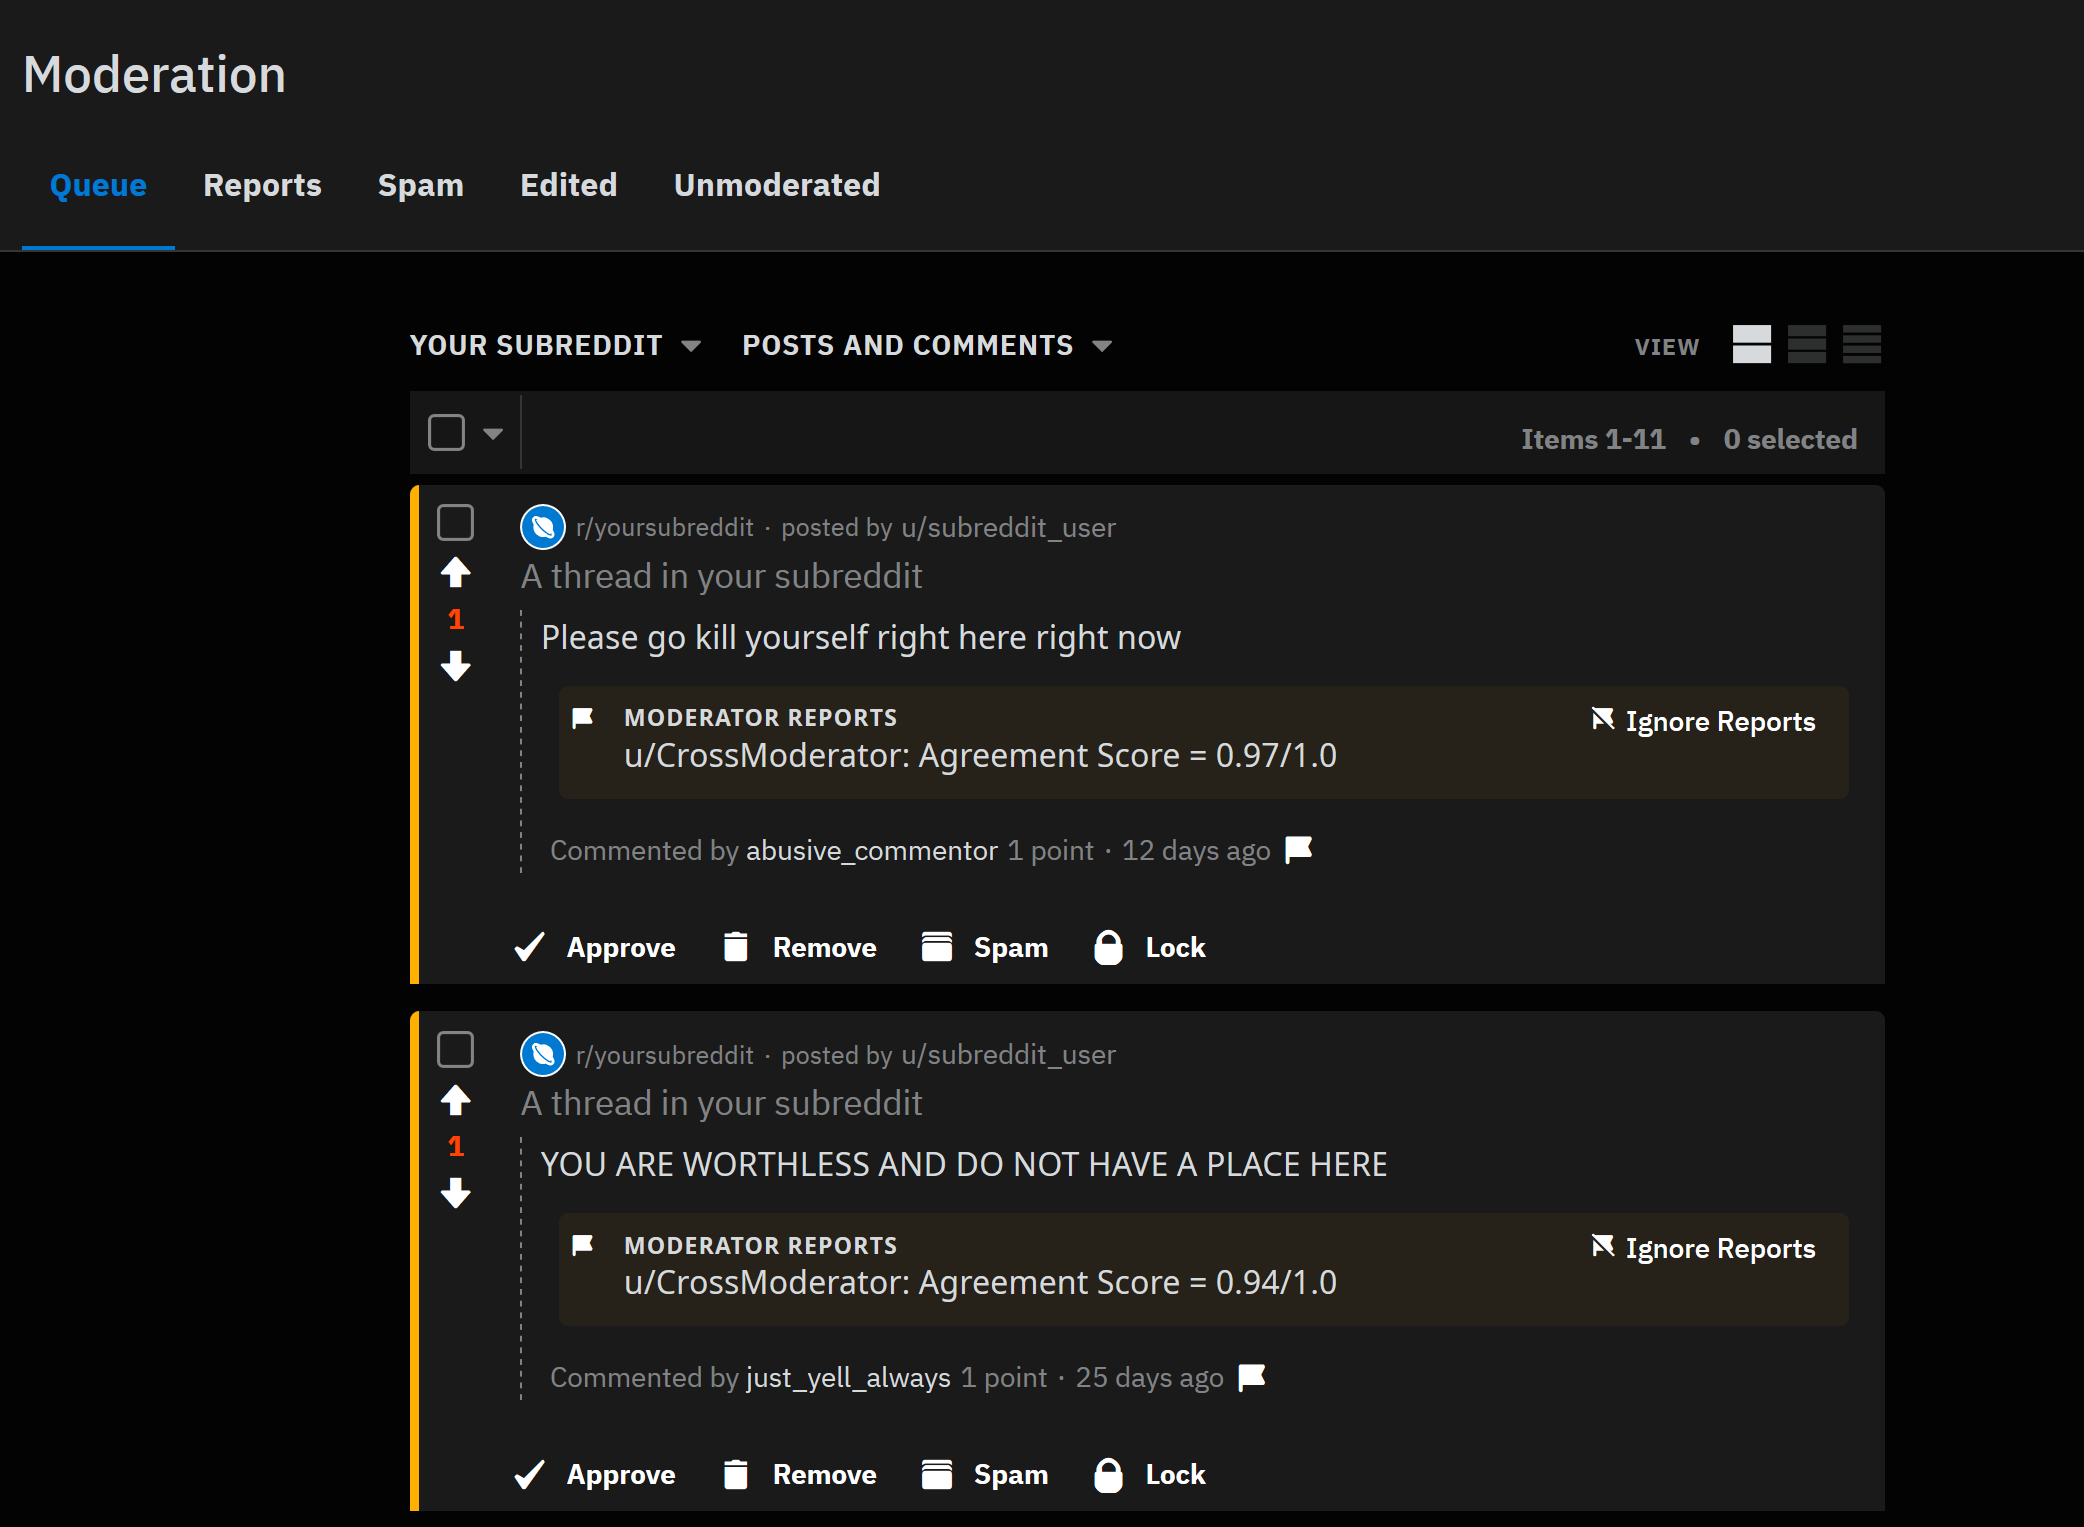 Moderation
Queue Reports Spam Edited Unmoderated
YOUR SUBREDDIT POSTS AND COMMENTS VIEW
Items 1-11 • 0 selected
r/yoursubreddit · posted by u/subreddit_user
A thread in your subreddit
1
Please go kill yourself right here right now
MODERATOR REPORTS Ignore Reports
u/CrossModerator: Agreement Score = 0.97/1.0
Commented by abusive_commentor 1 point · 12 days ago
Approve Remove Spam Lock
r/yoursubreddit · posted by u/subreddit_user
A thread in your subreddit
1
YOU ARE WORTHLESS AND DO NOT HAVE A PLACE HERE
MODERATOR REPORTS Ignore Reports
u/CrossModerator: Agreement Score = 0.94/1.0
Commented by just_yell_always 1 point · 25 days ago
Approve Remove Spam Lock